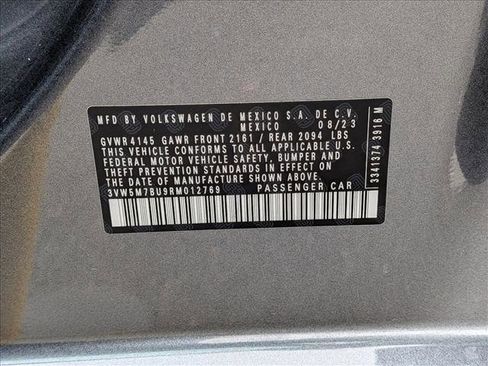 MFD BY VOLKSWAGEN DE MEXICO S.A. DE C.V.
MEXICO 08/23
GVWR 4145 GAWR FRONT 2161 / REAR 2094 LBS
THIS VEHICLE CONFORMS TO ALL APPLICABLE U.S.
FEDERAL MOTOR VEHICLE SAFETY, BUMPER AND
THEFT PREVENTION STANDARDS IN EFFECT ON
THE DATE OF MANUFACTURE SHOWN ABOVE.
3VW5M7BU9RM012769 PASSENGER CAR
3341374 3916 M